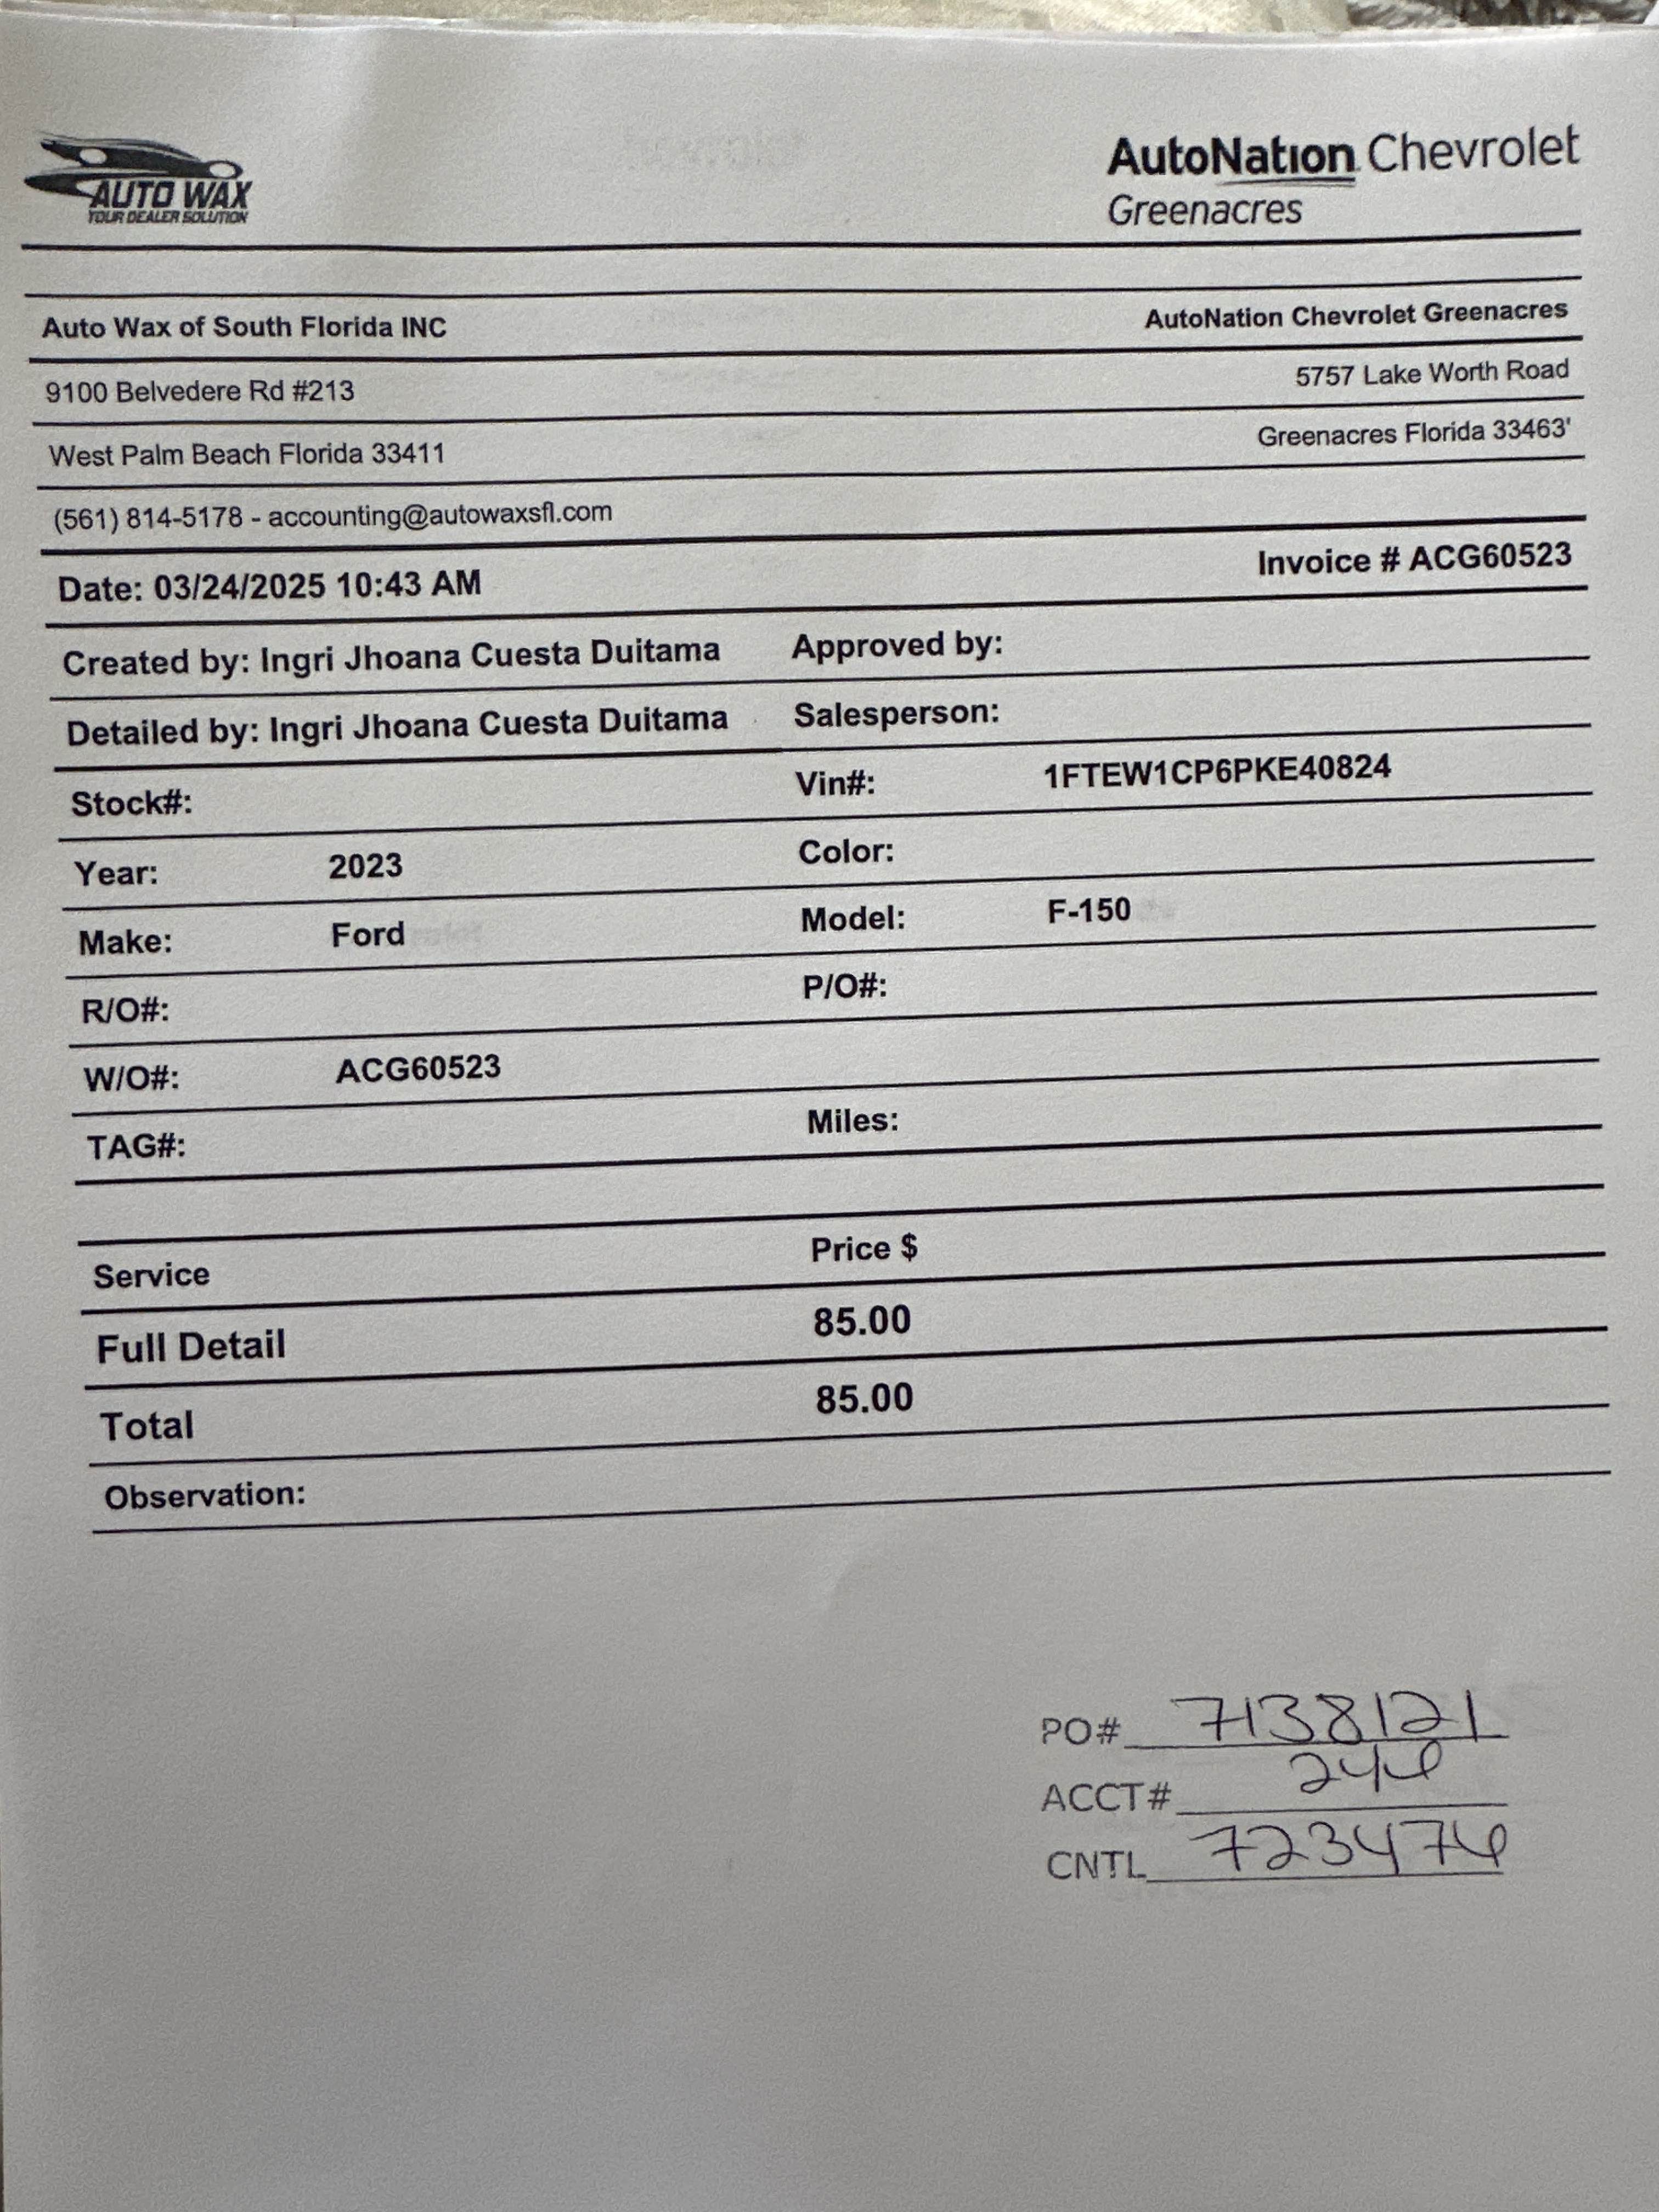 AUTO WAX
YOUR DEALER SOLUTION
AutoNation Chevrolet
Greenacres
Auto Wax of South Florida INC
AutoNation Chevrolet Greenacres
9100 Belvedere Rd #213
5757 Lake Worth Road
West Palm Beach Florida 33411
Greenacres Florida 33463'
(561) 814-5178 - accounting@autowaxsfl.com
Date: 03/24/2025 10:43 AM
Invoice # ACG60523
Created by: Ingri Jhoana Cuesta Duitama Approved by:
Detailed by: Ingri Jhoana Cuesta Duitama Salesperson:
Stock#: Vin#: 1FTEW1CP6PKE40824
Year: 2023 Color:
Make: Ford Model: F-150
R/O#: P/O#:
W/O#: ACG60523
TAG#: Miles:
Service Price $
Full Detail 85.00
Total 85.00
Observation:
PO# 7138121
ACCT# 246
CNTL 723476